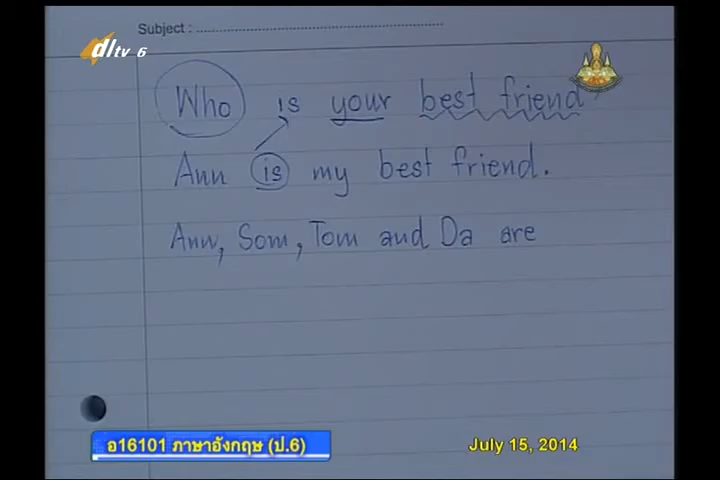 Subject :
dltv 6
Who is your best friend
Ann is my best friend.
Ann, Som, Tom and Da are
อ16101 ภาษาอังกฤษ (ป.6)
July 15, 2014